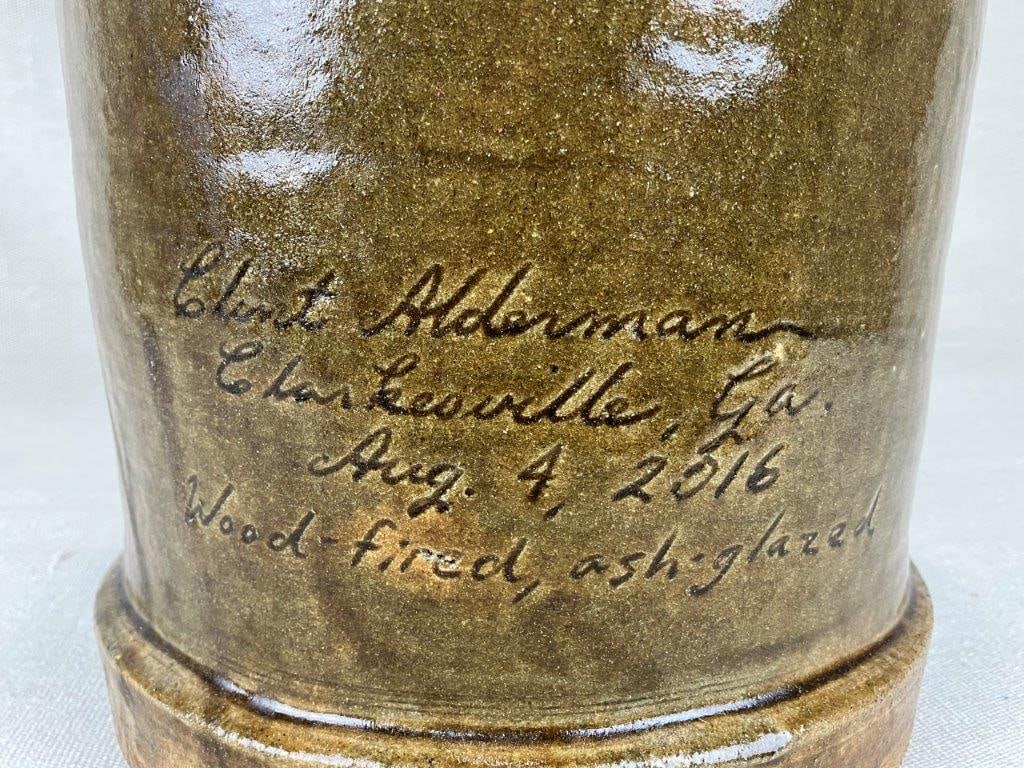 Clint Alderman
Clarkesville, Ga.
Aug. 4, 2016
Wood-fired, ash-glazed